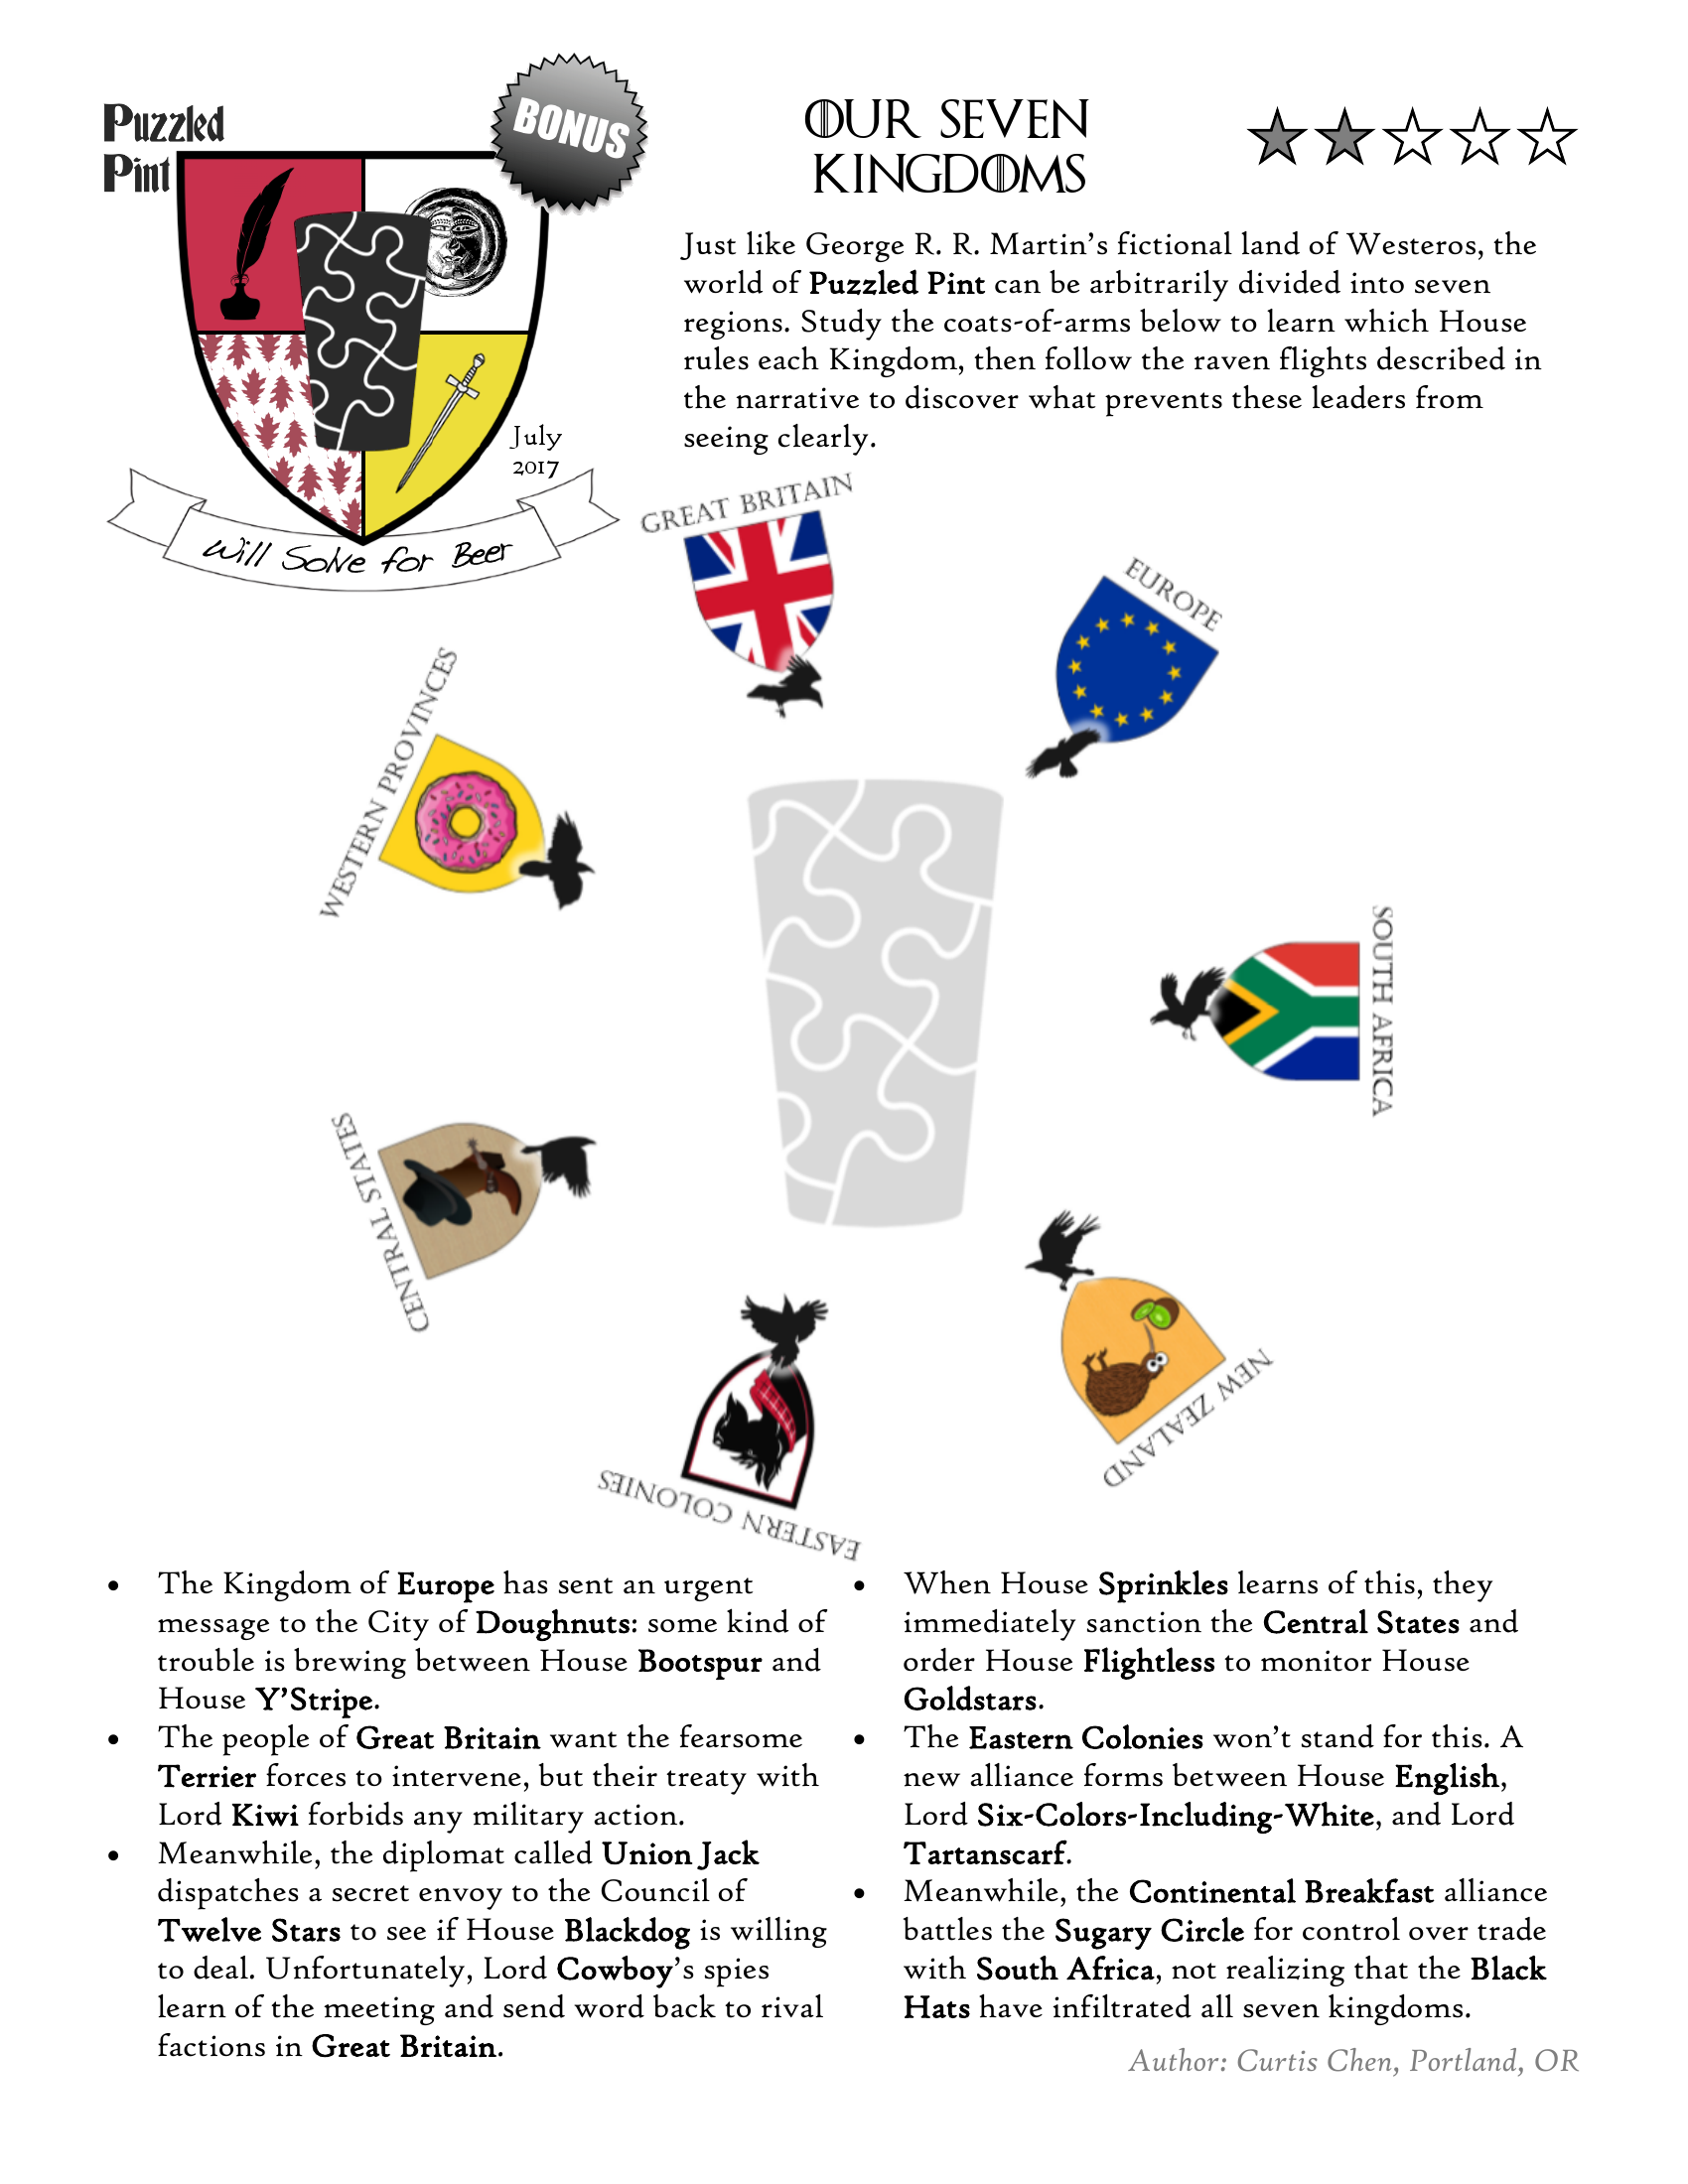 Puzzled
Pint
BONUS
OUR SEVEN
KINGDOMS
July
2017
Will Solve for Beer
Just like George R. R. Martin's fictional land of Westeros, the
world of Puzzled Pint can be arbitrarily divided into seven
regions. Study the coats-of-arms below to learn which House
rules each Kingdom, then follow the raven flights described in
the narrative to discover what prevents these leaders from
seeing clearly.
GREAT BRITAIN
EUROPE
WESTERN PROVINCES
SOUTH AFRICA
CENTRAL STATES
NEW ZEALAND
EASTERN COLONIES
• The Kingdom of Europe has sent an urgent
message to the City of Doughnuts: some kind of
trouble is brewing between House Bootspur and
House Y'Stripe.
• The people of Great Britain want the fearsome
Terrier forces to intervene, but their treaty with
Lord Kiwi forbids any military action.
• Meanwhile, the diplomat called Union Jack
dispatches a secret envoy to the Council of
Twelve Stars to see if House Blackdog is willing
to deal. Unfortunately, Lord Cowboy's spies
learn of the meeting and send word back to rival
factions in Great Britain.
• When House Sprinkles learns of this, they
immediately sanction the Central States and
order House Flightless to monitor House
Goldstars.
• The Eastern Colonies won't stand for this. A
new alliance forms between House English,
Lord Six-Colors-Including-White, and Lord
Tartanscarf.
• Meanwhile, the Continental Breakfast alliance
battles the Sugary Circle for control over trade
with South Africa, not realizing that the Black
Hats have infiltrated all seven kingdoms.
Author: Curtis Chen, Portland, OR